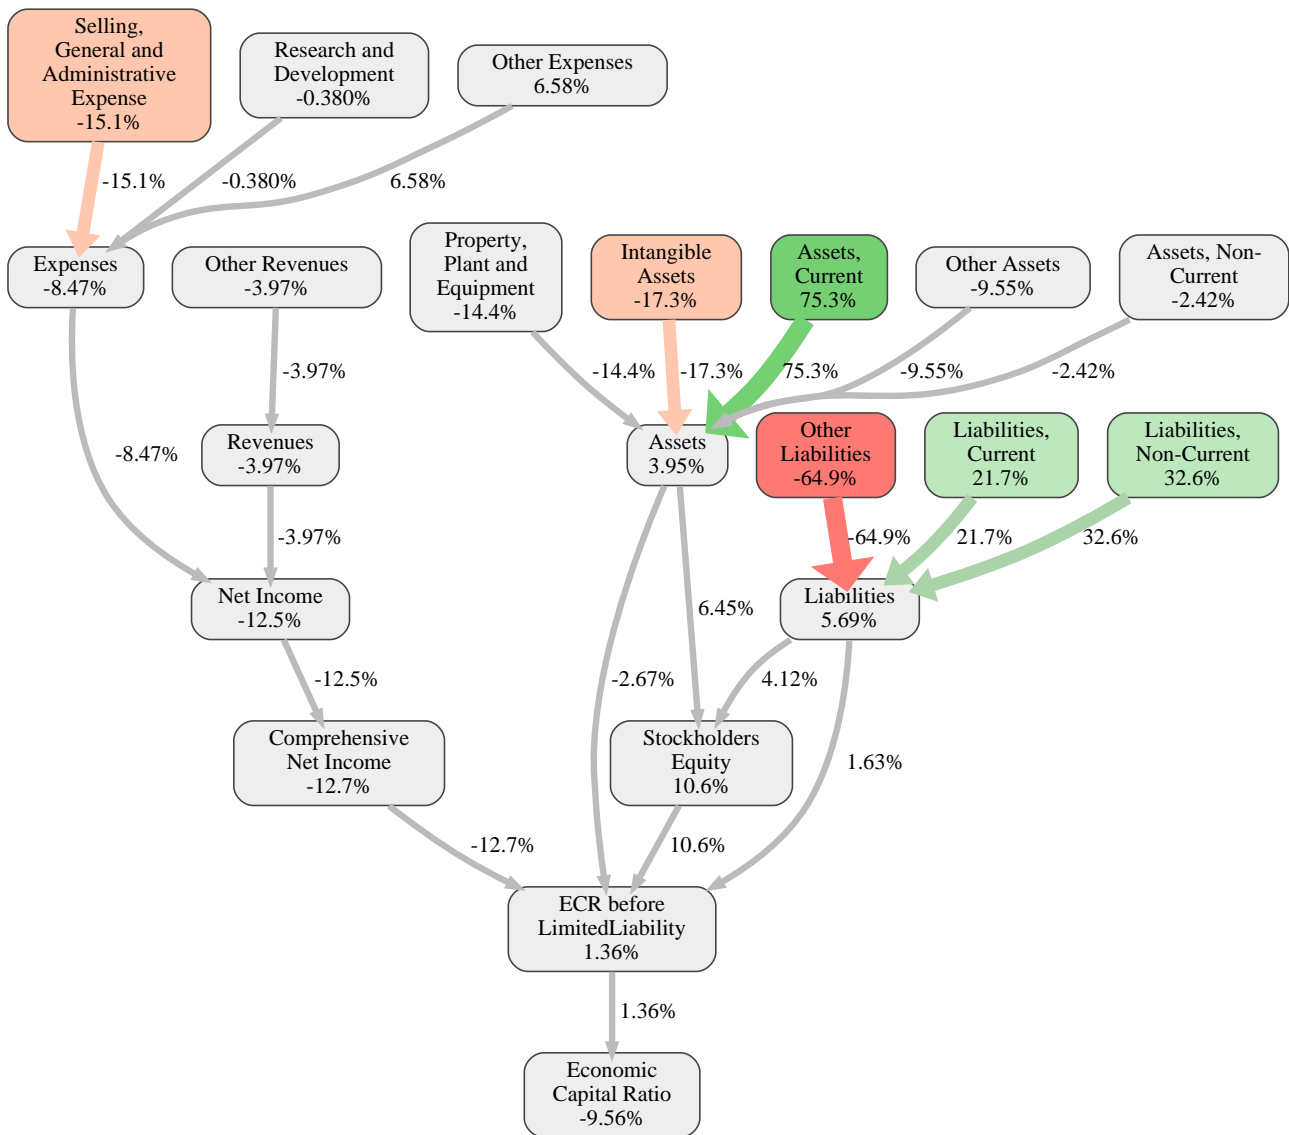 Selling,
General and
Administrative
Expense
-15.1%
Research and
Development
-0.380%
Other Expenses
6.58%
-15.1%
-0.380%
6.58%
Expenses
-8.47%
Other Revenues
-3.97%
Property,
Plant and
Equipment
-14.4%
Intangible
Assets
-17.3%
Assets,
Current
75.3%
Other Assets
-9.55%
Assets, Non-
Current
-2.42%
-3.97%
-14.4%
-17.3%
75.3%
-9.55%
-2.42%
-8.47%
Revenues
-3.97%
Assets
3.95%
Other
Liabilities
-64.9%
Liabilities,
Current
21.7%
Liabilities,
Non-Current
32.6%
-3.97%
-64.9%
21.7%
32.6%
Net Income
-12.5%
6.45%
Liabilities
5.69%
-12.5%
-2.67%
4.12%
Comprehensive
Net Income
-12.7%
Stockholders
Equity
10.6%
1.63%
-12.7%
10.6%
ECR before
LimitedLiability
1.36%
1.36%
Economic
Capital Ratio
-9.56%